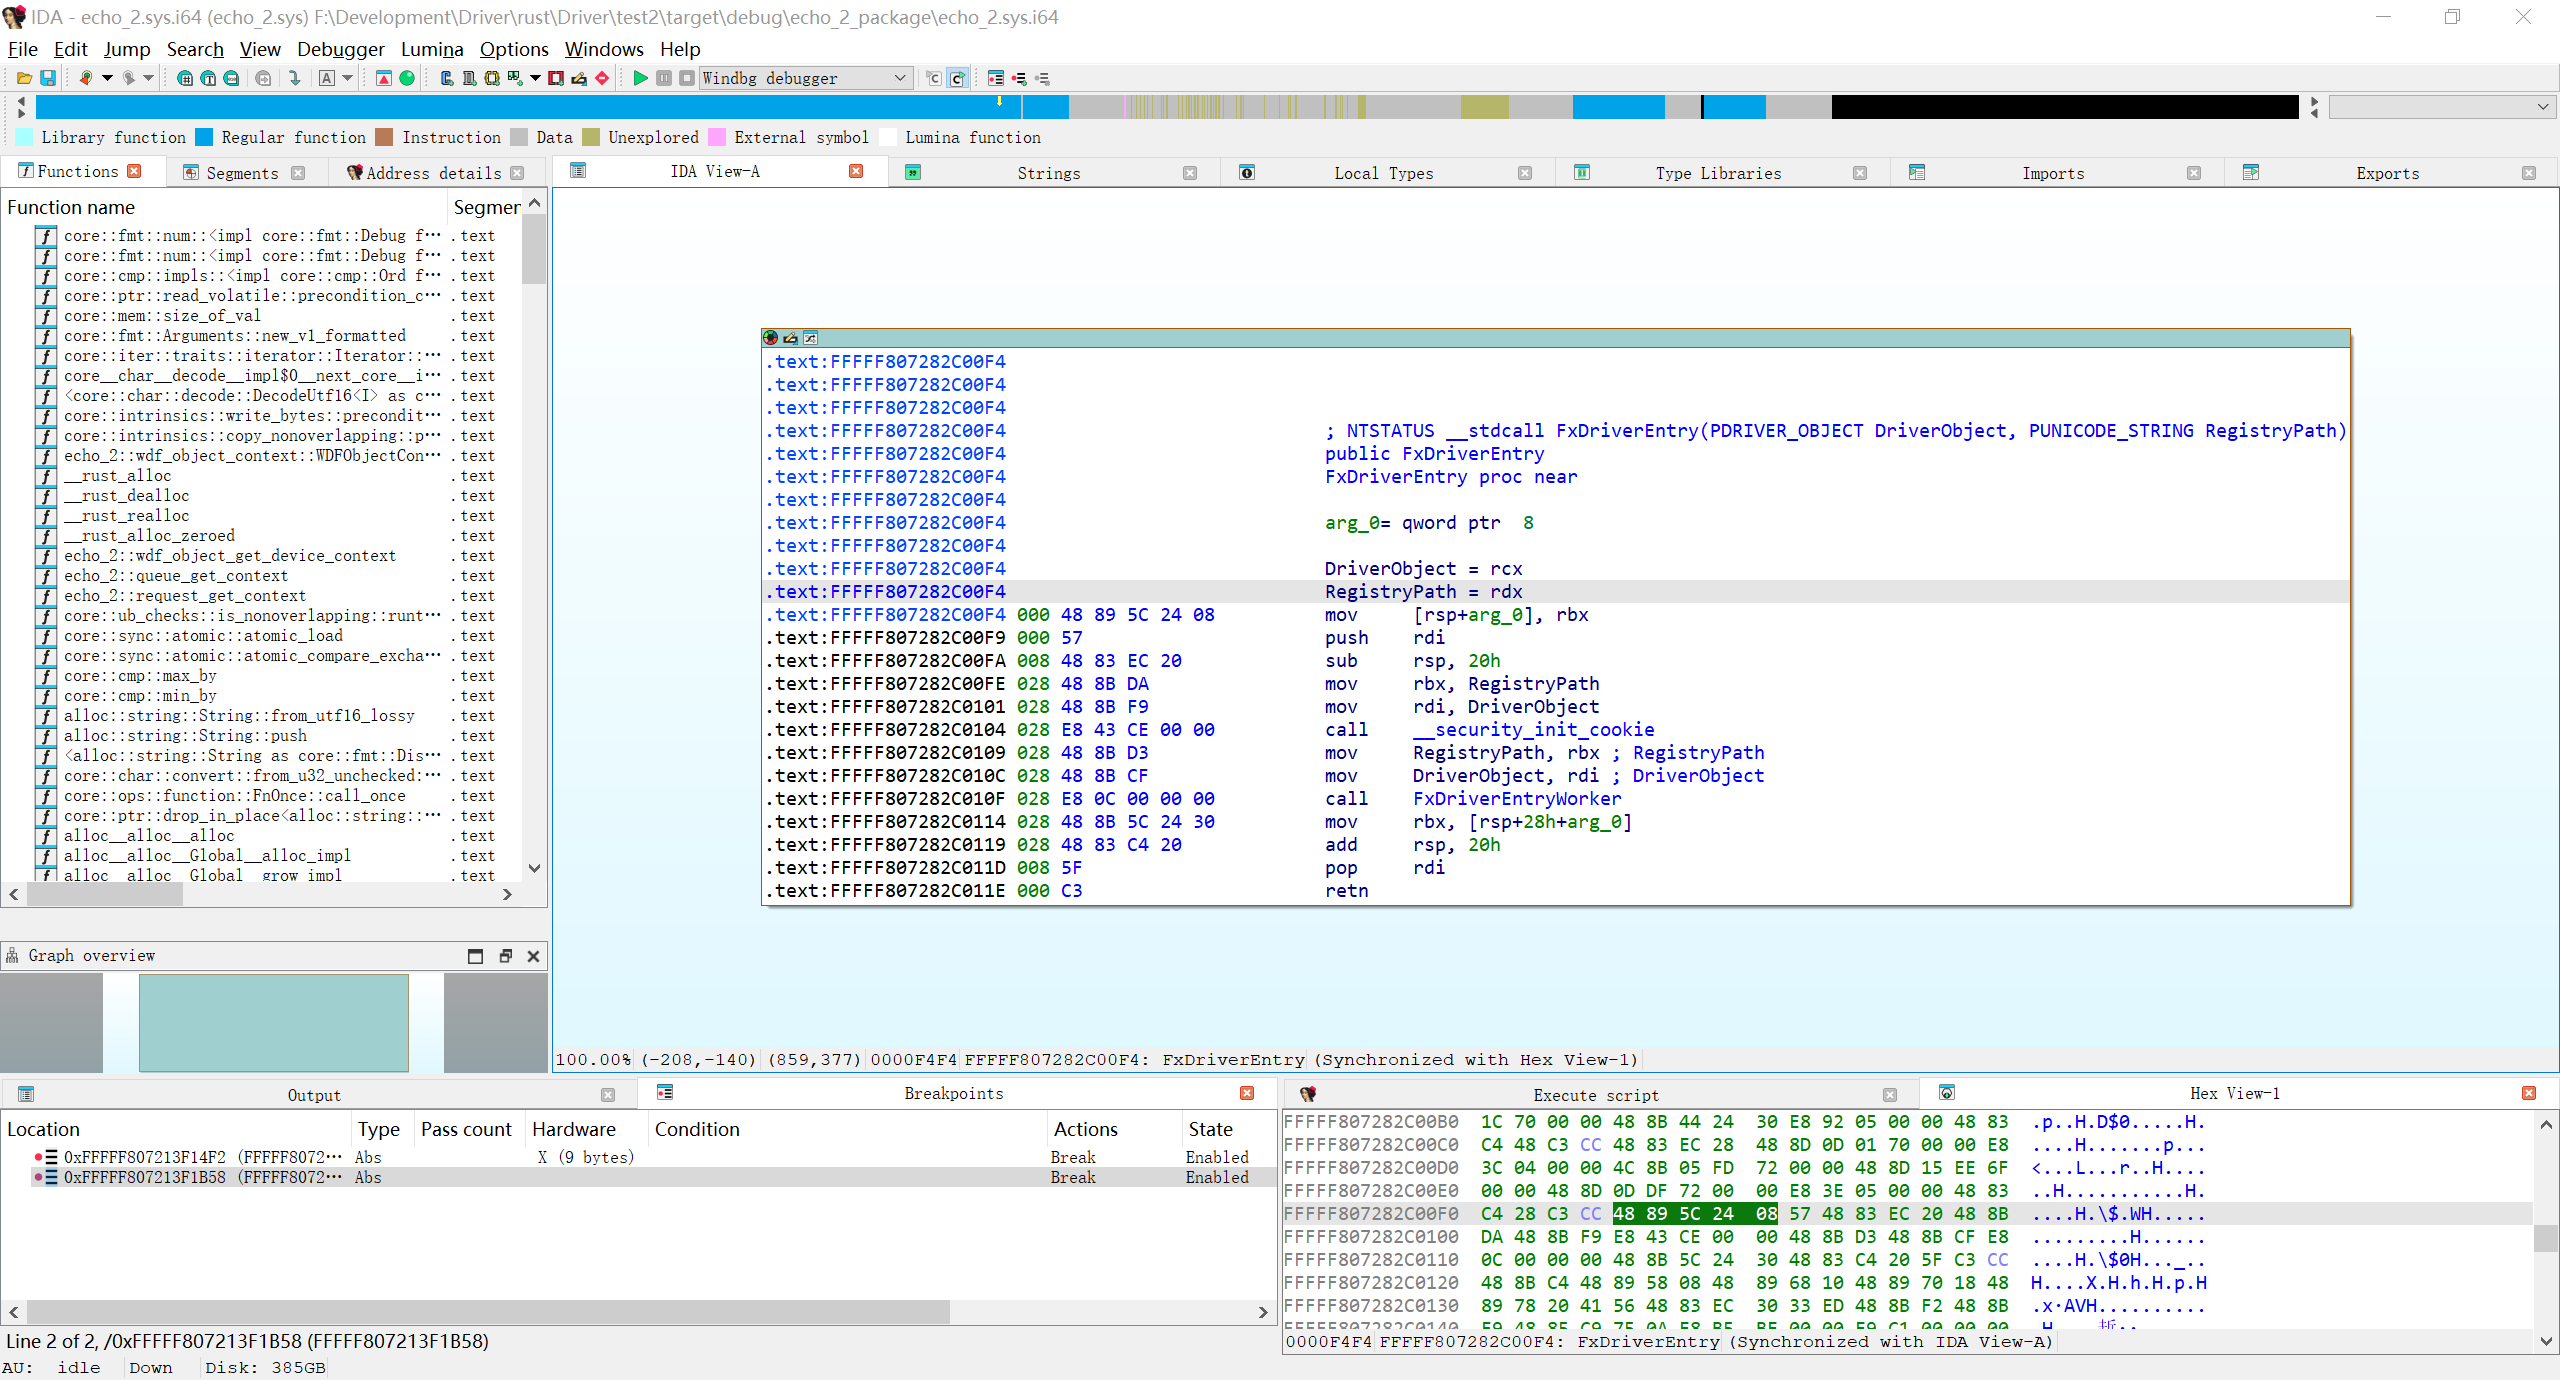 IDA - echo_2.sys.i64 (echo_2.sys) F:\Development\Driver\rust\Driver\test2\target\debug\echo_2_package\echo_2.sys.i64
File Edit Jump Search View Debugger Lumina Options Windows Help
Windbg debugger
Library function Regular function Instruction Data Unexplored External symbol Lumina function
Functions Segments Address details IDA View-A Strings Local Types Type Libraries Imports Exports
Function name Segmen
core::fmt::num::<impl core::fmt::Debug f… .text
core::fmt::num::<impl core::fmt::Debug f… .text
core::cmp::impls::<impl core::cmp::Ord f… .text
core::ptr::read_volatile::precondition_c… .text
core::mem::size_of_val .text
core::fmt::Arguments::new_v1_formatted .text
core::iter::traits::iterator::Iterator::… .text
core__char__decode__impl$0__next_core__i… .text
<core::char::decode::DecodeUtf16<I> as c… .text
core::intrinsics::write_bytes::precondit… .text
core::intrinsics::copy_nonoverlapping::p… .text
echo_2::wdf_object_context::WDFObjectCon… .text
__rust_alloc .text
__rust_dealloc .text
__rust_realloc .text
__rust_alloc_zeroed .text
echo_2::wdf_object_get_device_context .text
echo_2::queue_get_context .text
echo_2::request_get_context .text
core::ub_checks::is_nonoverlapping::runt… .text
core::sync::atomic::atomic_load .text
core::sync::atomic::atomic_compare_excha… .text
core::cmp::max_by .text
core::cmp::min_by .text
alloc::string::String::from_utf16_lossy .text
alloc::string::String::push .text
<alloc::string::String as core::fmt::Dis… .text
core::char::convert::from_u32_unchecked:… .text
core::ops::function::FnOnce::call_once .text
core::ptr::drop_in_place<alloc::string::… .text
alloc__alloc__alloc .text
alloc__alloc__Global__alloc_impl .text
alloc__alloc__Global__grow_impl .text
.text:FFFFF807282C00F4
.text:FFFFF807282C00F4
.text:FFFFF807282C00F4
.text:FFFFF807282C00F4 ; NTSTATUS __stdcall FxDriverEntry(PDRIVER_OBJECT DriverObject, PUNICODE_STRING RegistryPath)
.text:FFFFF807282C00F4 public FxDriverEntry
.text:FFFFF807282C00F4 FxDriverEntry proc near
.text:FFFFF807282C00F4
.text:FFFFF807282C00F4 arg_0= qword ptr 8
.text:FFFFF807282C00F4
.text:FFFFF807282C00F4 DriverObject = rcx
.text:FFFFF807282C00F4 RegistryPath = rdx
.text:FFFFF807282C00F4 000 48 89 5C 24 08 mov [rsp+arg_0], rbx
.text:FFFFF807282C00F9 000 57 push rdi
.text:FFFFF807282C00FA 008 48 83 EC 20 sub rsp, 20h
.text:FFFFF807282C00FE 028 48 8B DA mov rbx, RegistryPath
.text:FFFFF807282C0101 028 48 8B F9 mov rdi, DriverObject
.text:FFFFF807282C0104 028 E8 43 CE 00 00 call __security_init_cookie
.text:FFFFF807282C0109 028 48 8B D3 mov RegistryPath, rbx ; RegistryPath
.text:FFFFF807282C010C 028 48 8B CF mov DriverObject, rdi ; DriverObject
.text:FFFFF807282C010F 028 E8 0C 00 00 00 call FxDriverEntryWorker
.text:FFFFF807282C0114 028 48 8B 5C 24 30 mov rbx, [rsp+28h+arg_0]
.text:FFFFF807282C0119 028 48 83 C4 20 add rsp, 20h
.text:FFFFF807282C011D 008 5F pop rdi
.text:FFFFF807282C011E 000 C3 retn
Graph overview
100.00% (-208,-140) (859,377) 0000F4F4 FFFFF807282C00F4: FxDriverEntry (Synchronized with Hex View-1)
Output Breakpoints
Location Type Pass count Hardware Condition Actions State
0xFFFFF807213F14F2 (FFFFF8072… Abs X (9 bytes) Break Enabled
0xFFFFF807213F1B58 (FFFFF8072… Abs Break Enabled
Line 2 of 2, /0xFFFFF807213F1B58 (FFFFF807213F1B58)
Execute script Hex View-1
FFFFF807282C00B0 1C 70 00 00 48 8B 44 24 30 E8 92 05 00 00 48 83 .p..H.D$0.....H.
FFFFF807282C00C0 C4 48 C3 CC 48 83 EC 28 48 8D 0D 01 70 00 00 E8 ....H.......p...
FFFFF807282C00D0 3C 04 00 00 4C 8B 05 FD 72 00 00 48 8D 15 EE 6F <...L...r..H....
FFFFF807282C00E0 00 00 48 8D 0D DF 72 00 00 E8 3E 05 00 00 48 83 ..H...........H.
FFFFF807282C00F0 C4 28 C3 CC 48 89 5C 24 08 57 48 83 EC 20 48 8B ....H.\$.WH.....
FFFFF807282C0100 DA 48 8B F9 E8 43 CE 00 00 48 8B D3 48 8B CF E8 .........H......
FFFFF807282C0110 0C 00 00 00 48 8B 5C 24 30 48 83 C4 20 5F C3 CC ....H.\$0H..._..
FFFFF807282C0120 48 8B C4 48 89 58 08 48 89 68 10 48 89 70 18 48 H....X.H.h.H.p.H
FFFFF807282C0130 89 78 20 41 56 48 83 EC 30 33 ED 48 8B F2 48 8B .x·AVH..........
FFFFF807282C0140 F9 48 85 C9 75 0A E8 B5 BE 00 00 E9 C1 00 00 00
0000F4F4 FFFFF807282C00F4: FxDriverEntry (Synchronized with IDA View-A)
AU: idle Down Disk: 385GB